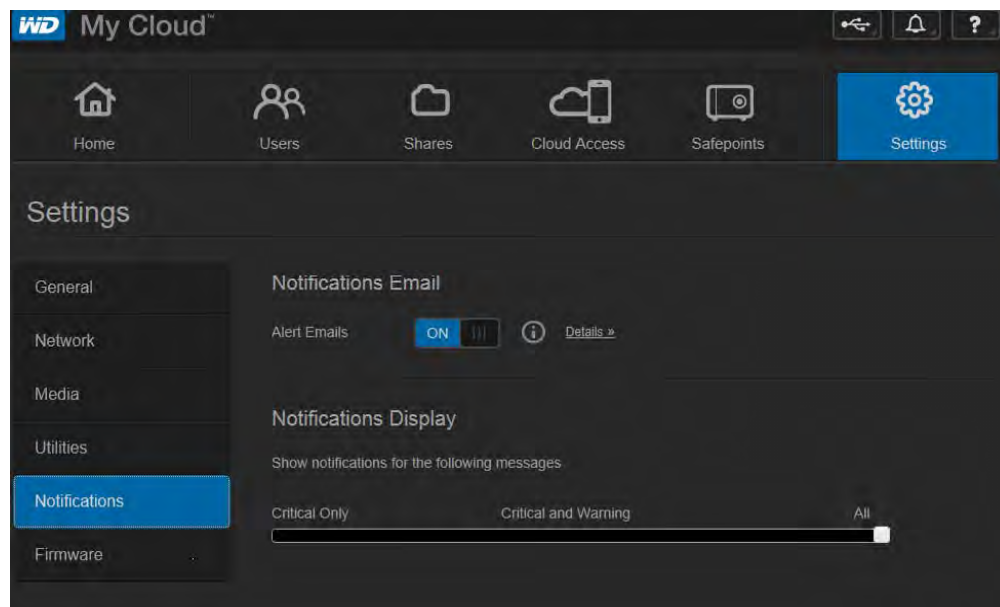 WD My Cloud™
?
Home Users Shares Cloud Access Safepoints Settings
Settings
General
Network
Media
Utilities
Notifications
Firmware
Notifications Email
Alert Emails ON Details »
Notifications Display
Show notifications for the following messages
Critical Only Critical and Warning All